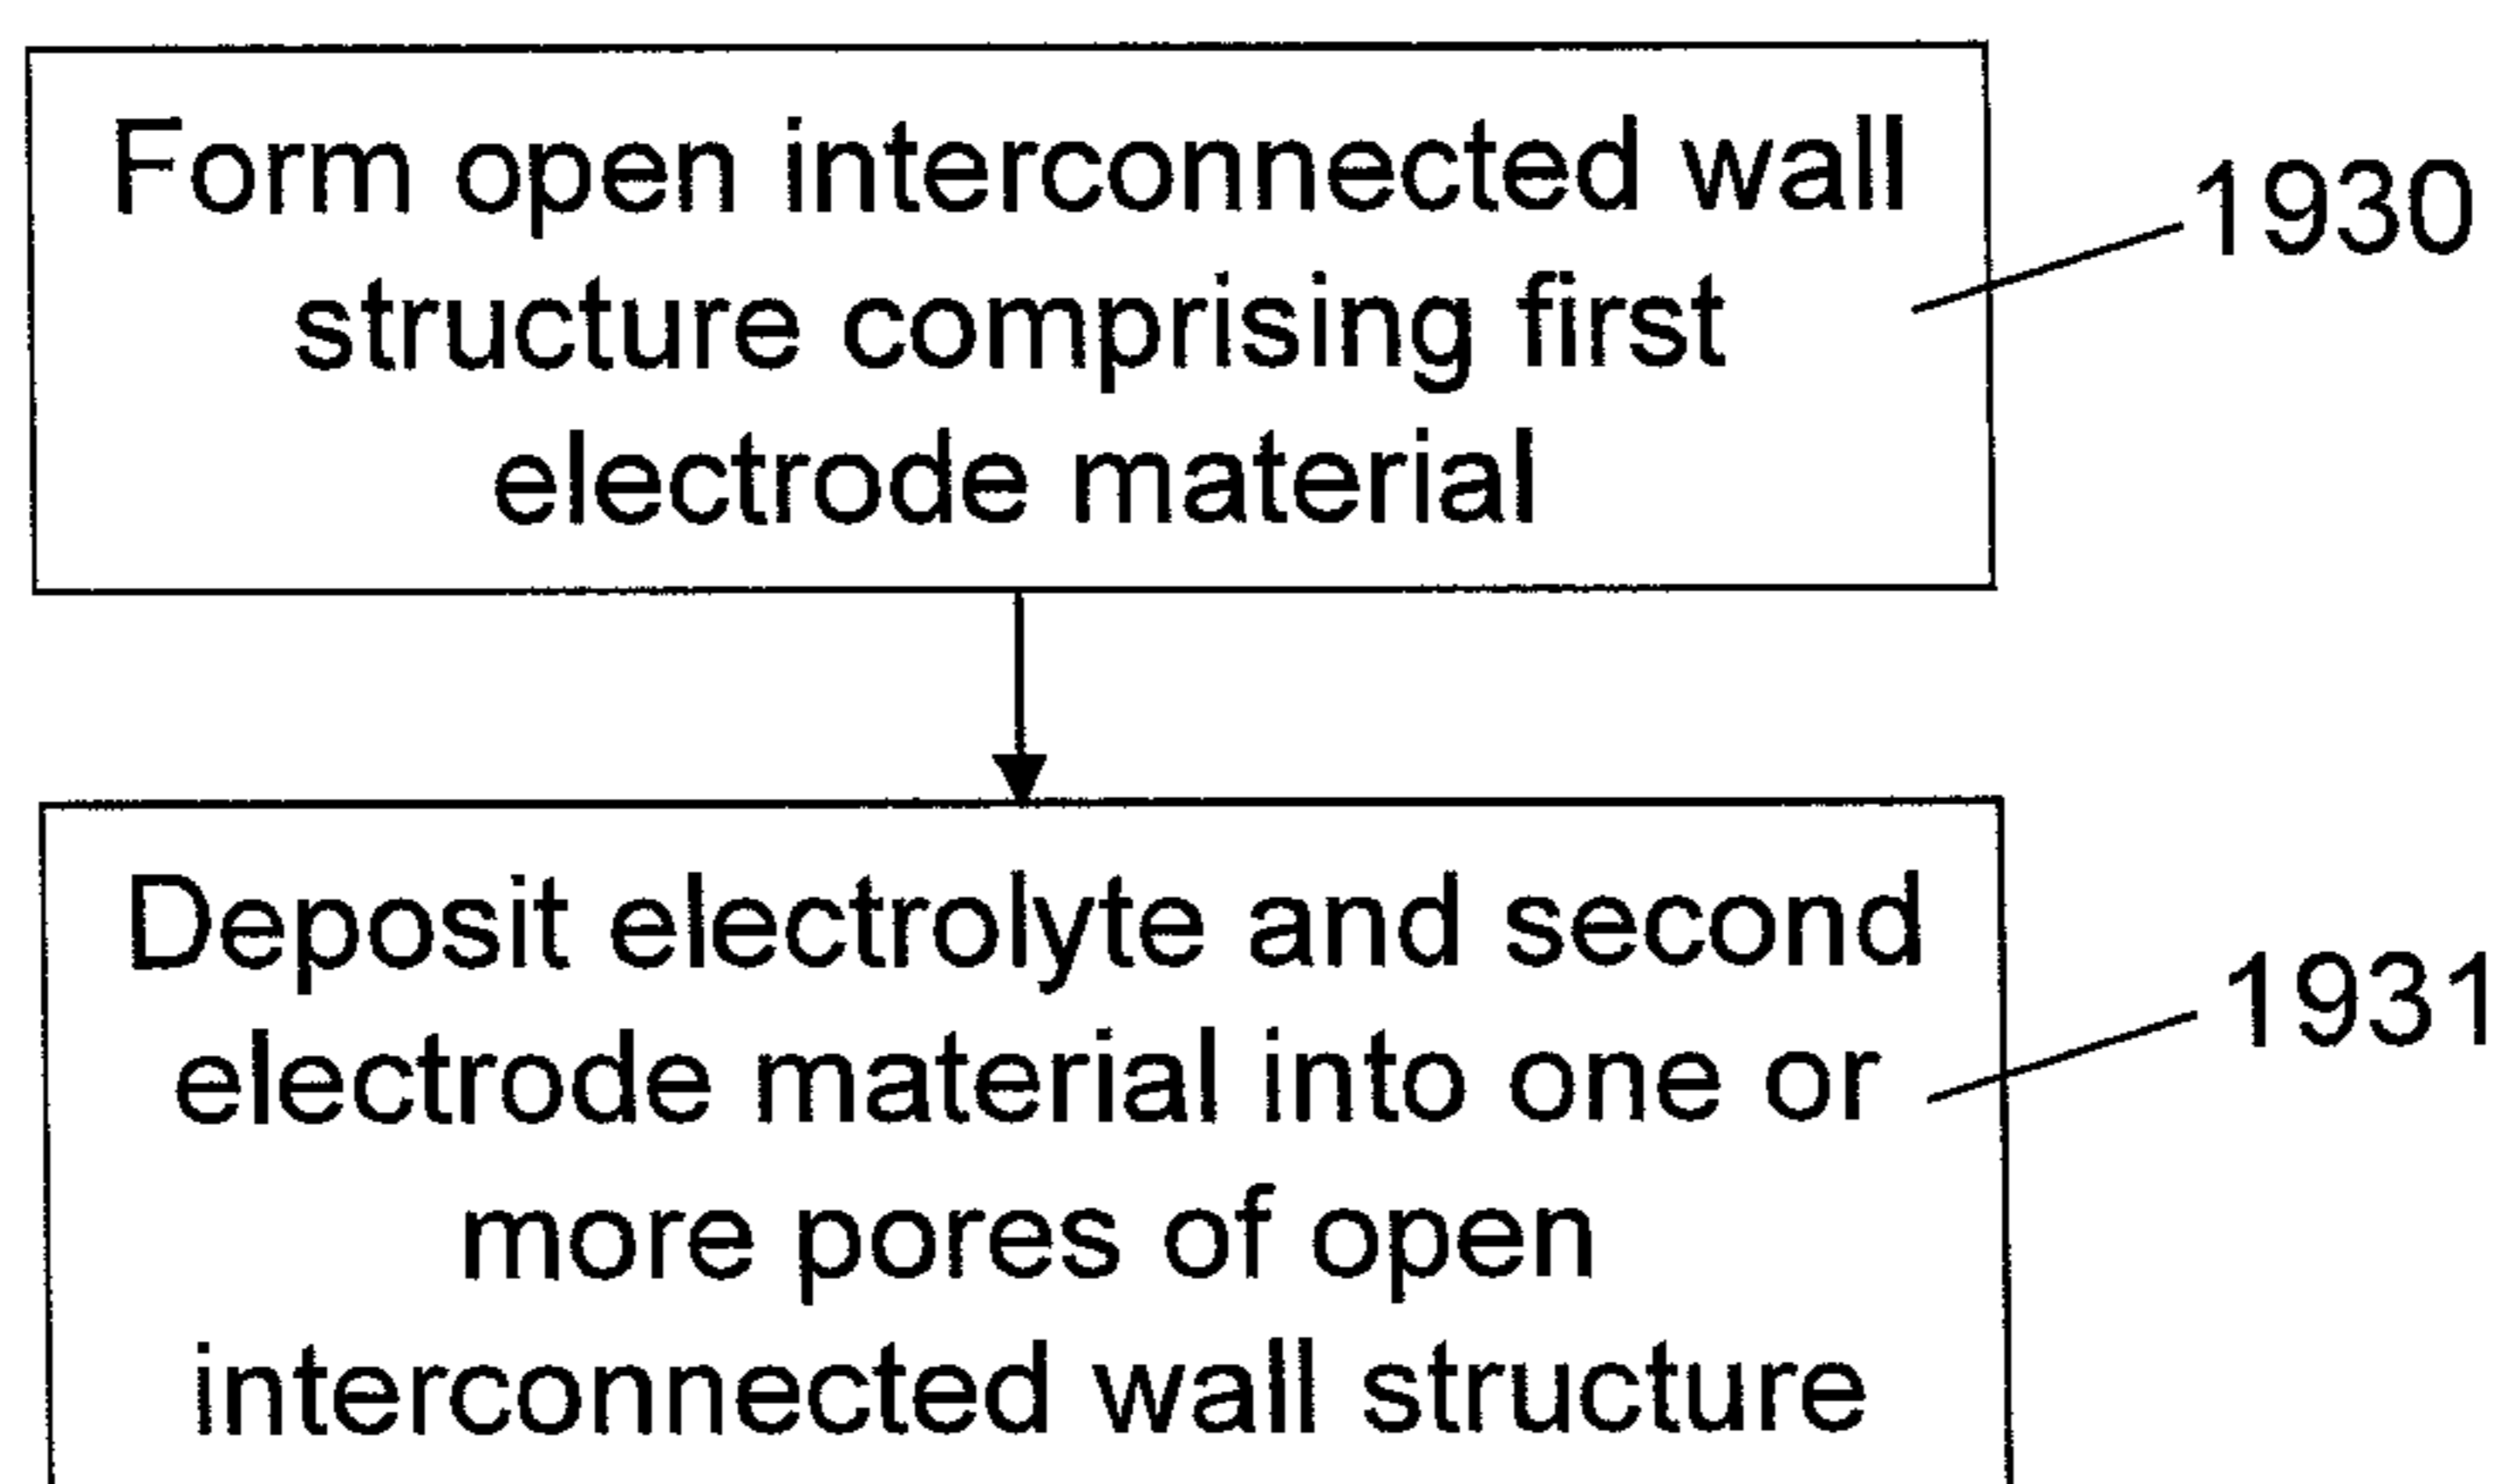 Form open interconnected wall
structure comprising first
electrode material
1930
Deposit electrolyte and second
electrode material into one or
more pores of open
interconnected wall structure
1931